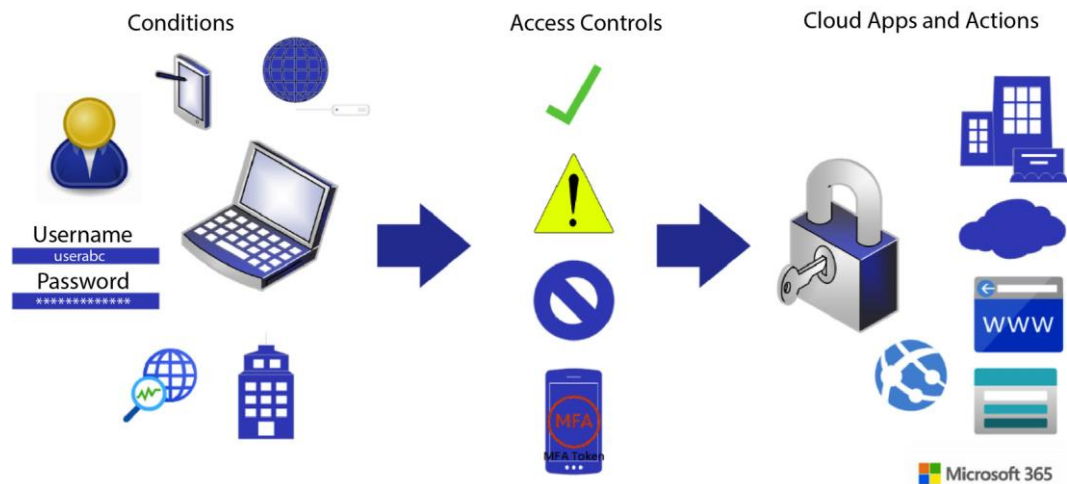 Conditions
Access Controls
Cloud Apps and Actions
Username
userabc
Password
*************
MFA
MFA Token
WWW
Microsoft 365